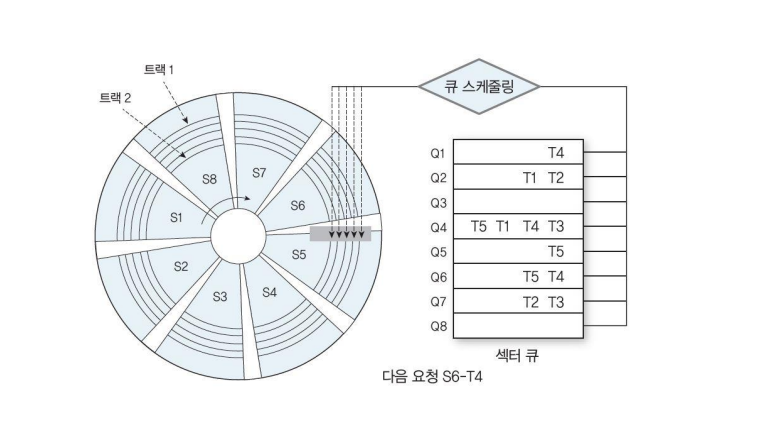 트랙 1
트랙 2
큐 스케줄링
S8
S7
S1
S6
S2
S5
S3
S4
Q1 T4
Q2 T1 T2
Q3
Q4 T5 T1 T4 T3
Q5 T5
Q6 T5 T4
Q7 T2 T3
Q8
섹터 큐
다음 요청 S6-T4